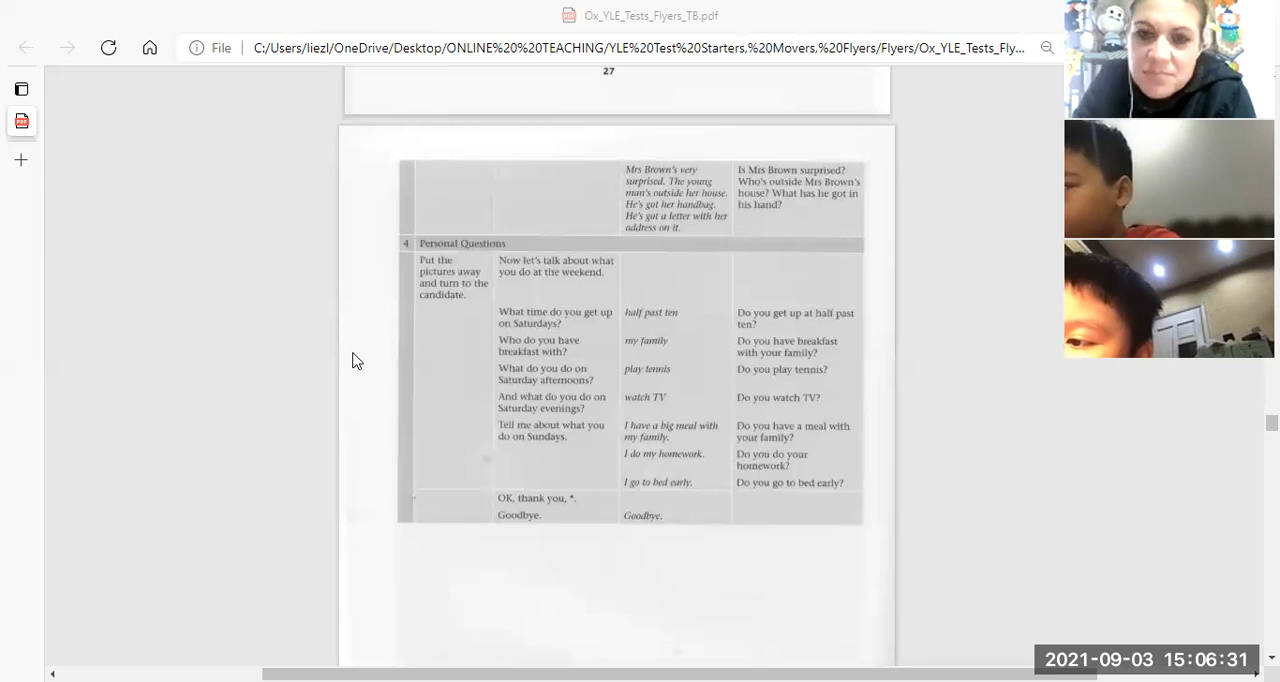 Ox_YLE_Tests_Flyers_TB.pdf
File
C:/Users/liezl/OneDrive/Desktop/ONLINE%20%20TEACHING/YLE%20Test%20Starters,%20Movers,%20Flyers/Flyers/Ox_YLE_Tests_Fly...
27
Mrs Brown's very
surprised. The young
man's outside her house.
He's got her handbag.
He's got a letter with her
address on it.
Is Mrs Brown surprised?
Who's outside Mrs Brown's
house? What has he got in
his hand?
4 Personal Questions
Put the
pictures away
and turn to the
candidate.
Now let's talk about what
you do at the weekend.
What time do you get up
on Saturdays?
half past ten
Do you get up at half past
ten?
Who do you have
breakfast with?
my family
Do you have breakfast
with your family?
What do you do on
Saturday afternoons?
play tennis
Do you play tennis?
And what do you do on
Saturday evenings?
watch TV
Do you watch TV?
Tell me about what you
do on Sundays.
I have a big meal with
my family.
Do you have a meal with
your family?
I do my homework.
Do you do your
homework?
I go to bed early.
Do you go to bed early?
OK, thank you, *.
Goodbye.
Goodbye.
2021-09-03 15:06:31